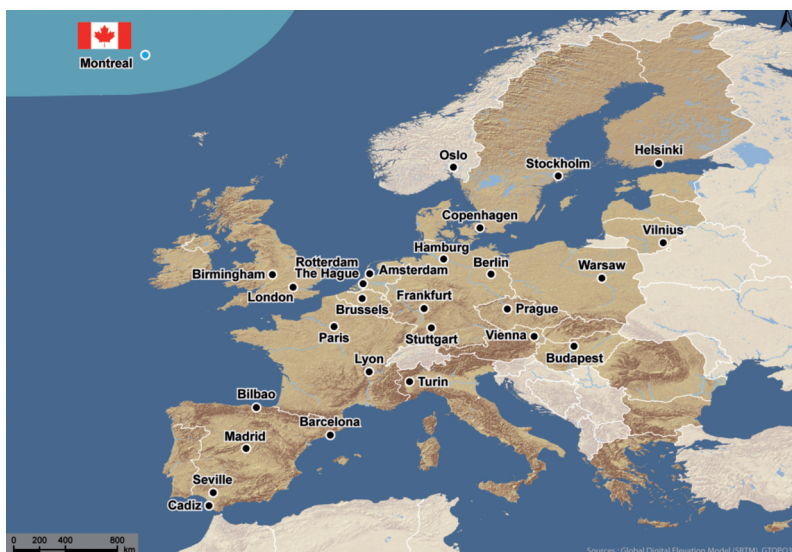 Montreal
Oslo
Stockholm
Helsinki
Copenhagen
Vilnius
Hamburg
Rotterdam
The Hague
Amsterdam
Berlin
Warsaw
Birmingham
London
Brussels
Frankfurt
Prague
Paris
Stuttgart
Vienna
Budapest
Lyon
Turin
Bilbao
Barcelona
Madrid
Seville
Cadiz
0 200 400 800
km
Sources : Global Digital Elevation Model (SRTM), GTOPO3